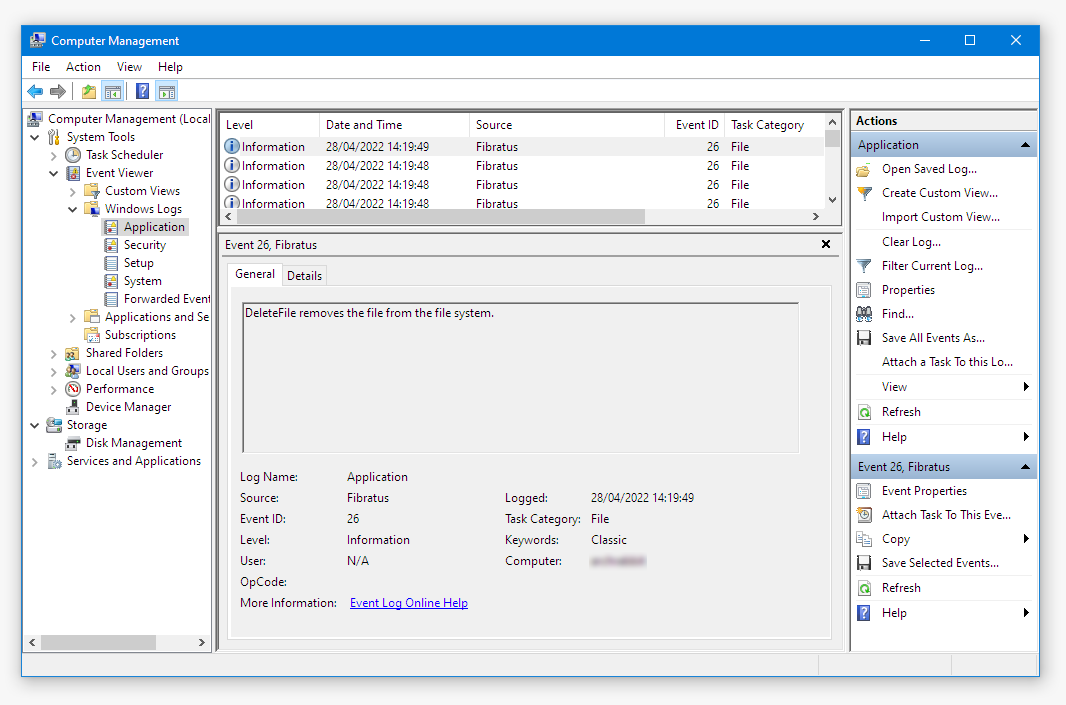 Computer Management
File Action View Help
Computer Management (Local
System Tools
Task Scheduler
Event Viewer
Custom Views
Windows Logs
Application
Security
Setup
System
Forwarded Event
Applications and Se
Subscriptions
Shared Folders
Local Users and Groups
Performance
Device Manager
Storage
Disk Management
Services and Applications
Level Date and Time Source Event ID Task Category
Information 28/04/2022 14:19:49 Fibratus 26 File
Information 28/04/2022 14:19:48 Fibratus 26 File
Information 28/04/2022 14:19:48 Fibratus 26 File
Information 28/04/2022 14:19:48 Fibratus 26 File
Event 26, Fibratus
General Details
DeleteFile removes the file from the file system.
Log Name: Application
Source: Fibratus Logged: 28/04/2022 14:19:49
Event ID: 26 Task Category: File
Level: Information Keywords: Classic
User: N/A Computer:
OpCode:
More Information: Event Log Online Help
Actions
Application
Open Saved Log...
Create Custom View...
Import Custom View...
Clear Log...
Filter Current Log...
Properties
Find...
Save All Events As...
Attach a Task To this Lo...
View
Refresh
Help
Event 26, Fibratus
Event Properties
Attach Task To This Eve...
Copy
Save Selected Events...
Refresh
Help